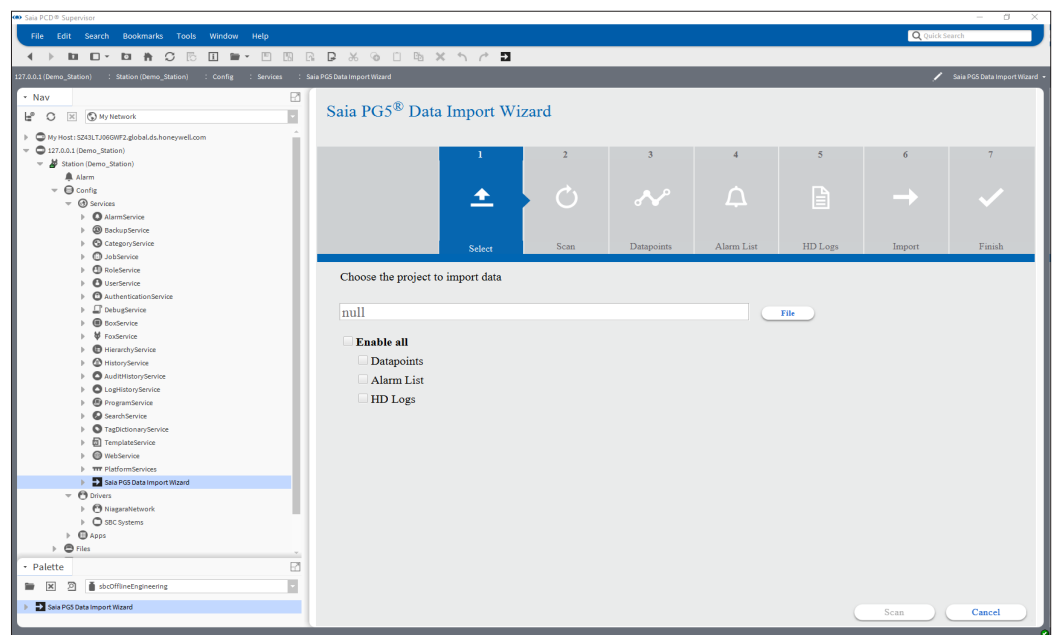 Saia PCD® Supervisor
File Edit Search Bookmarks Tools Window Help
Quick Search
127.0.0.1 (Demo_Station) : Station (Demo_Station) : Config : Services : Saia PG5 Data Import Wizard
Saia PG5 Data Import Wizard
Nav
My Network
My Host : SZ43LTJ06GWF2.global.ds.honeywell.com
127.0.0.1 (Demo_Station)
Station (Demo_Station)
Alarm
Config
Services
AlarmService
BackupService
CategoryService
JobService
RoleService
UserService
AuthenticationService
DebugService
BoxService
FoxService
HierarchyService
HistoryService
AuditHistoryService
LogHistoryService
ProgramService
SearchService
TagDictionaryService
TemplateService
WebService
PlatformServices
Saia PG5 Data Import Wizard
Drivers
NiagaraNetwork
SBC Systems
Apps
Files
Palette
sbcOfflineEngineering
Saia PG5 Data Import Wizard
Saia PG5® Data Import Wizard
1 2 3 4 5 6 7
Select Scan Datapoints Alarm List HD Logs Import Finish
Choose the project to import data
null
File
Enable all
Datapoints
Alarm List
HD Logs
Scan Cancel